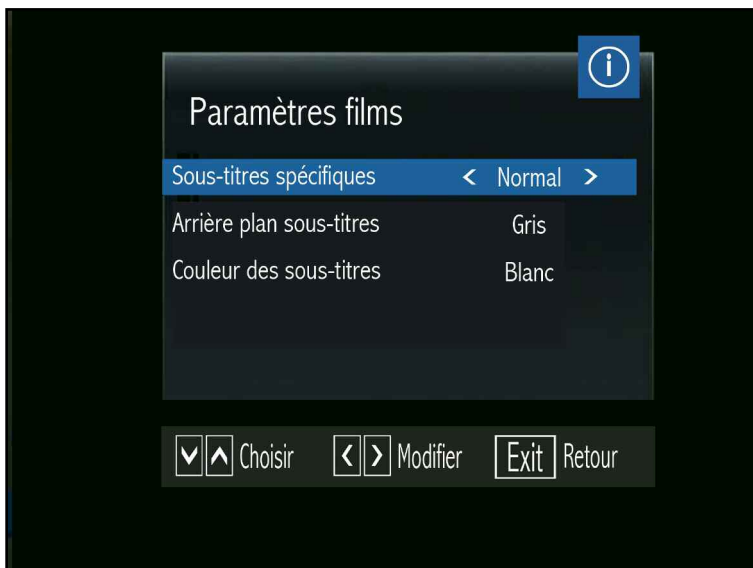 i
Paramètres films
Sous-titres spécifiques < Normal >
Arrière plan sous-titres Gris
Couleur des sous-titres Blanc
Choisir < > Modifier Exit Retour